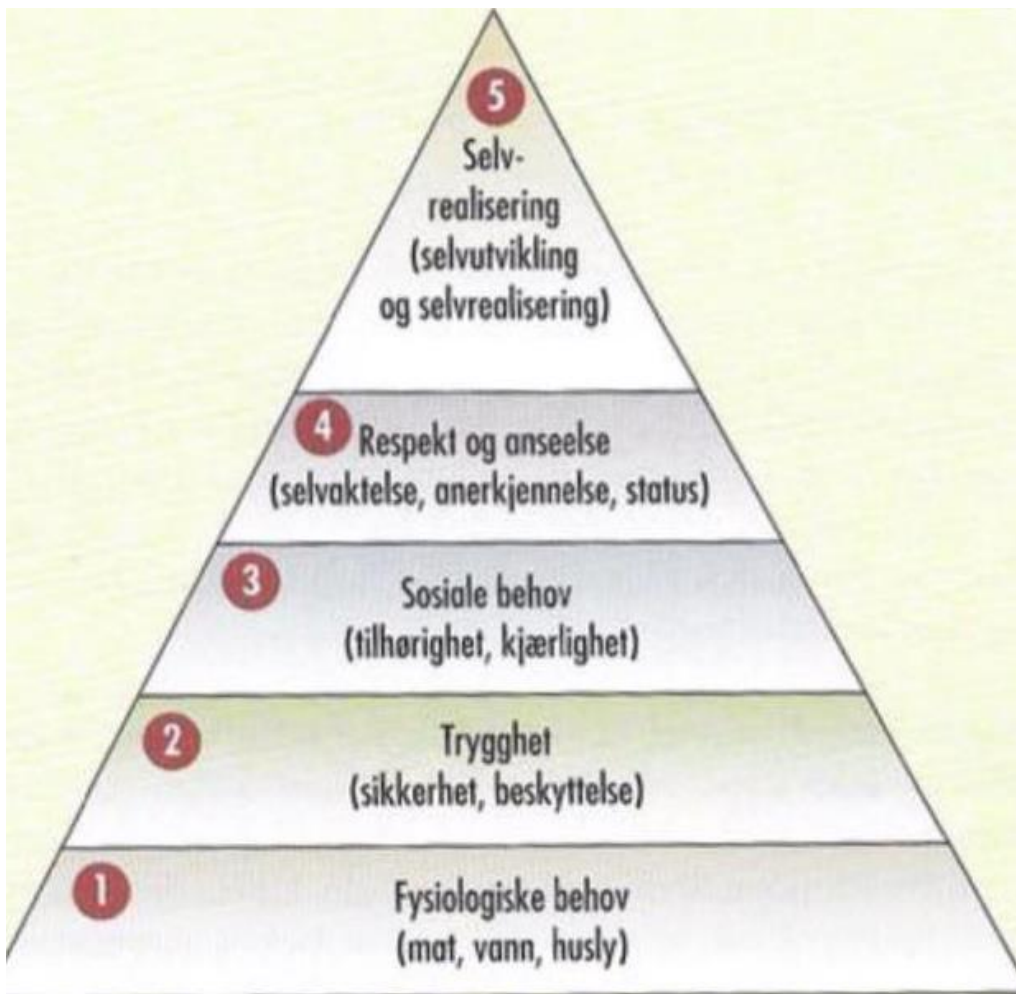 5
Selv-
realisering
(selvutvikling
og selvrealisering)
4 Respekt og anseelse
(selvaktelse, anerkjennelse, status)
3
Sosiale behov
(tilhørighet, kjærlighet)
2
Trygghet
(sikkerhet, beskyttelse)
1
Fysiologiske behov
(mat, vann, husly)